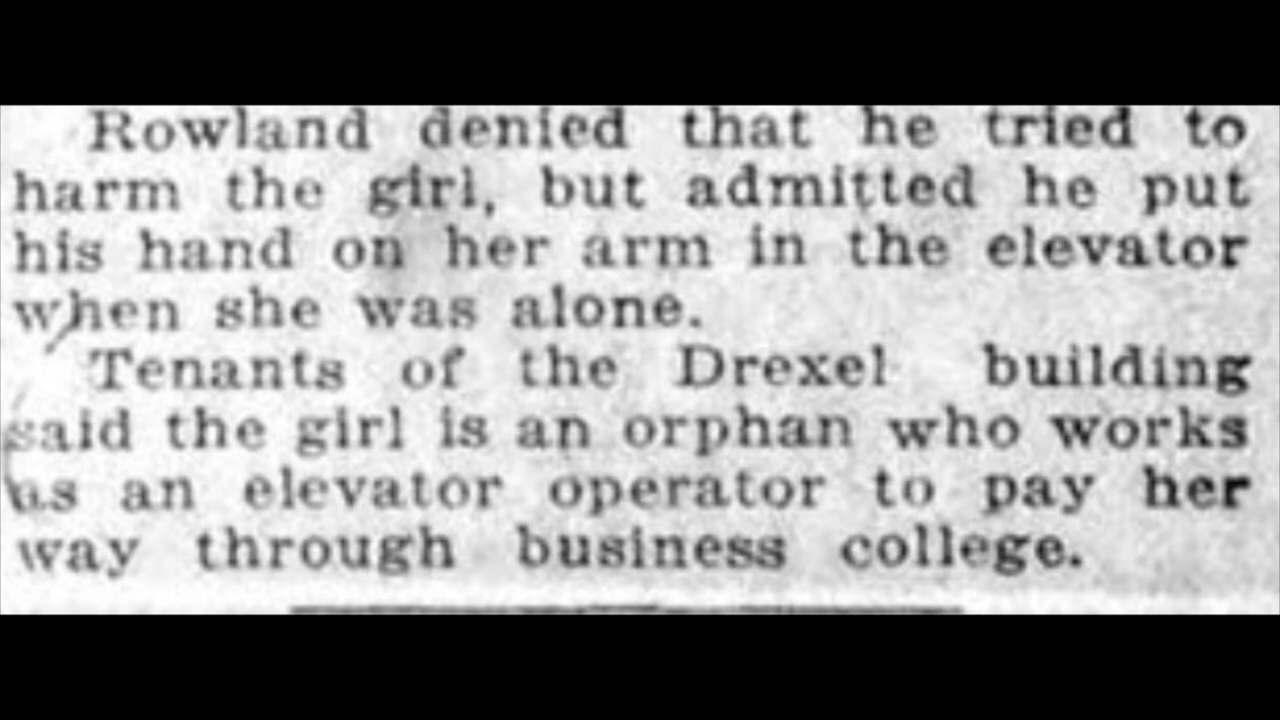 Rowland denied that he tried to
harm the girl, but admitted he put
his hand on her arm in the elevator
when she was alone.
Tenants of the Drexel building
said the girl is an orphan who works
as an elevator operator to pay her
way through business college.